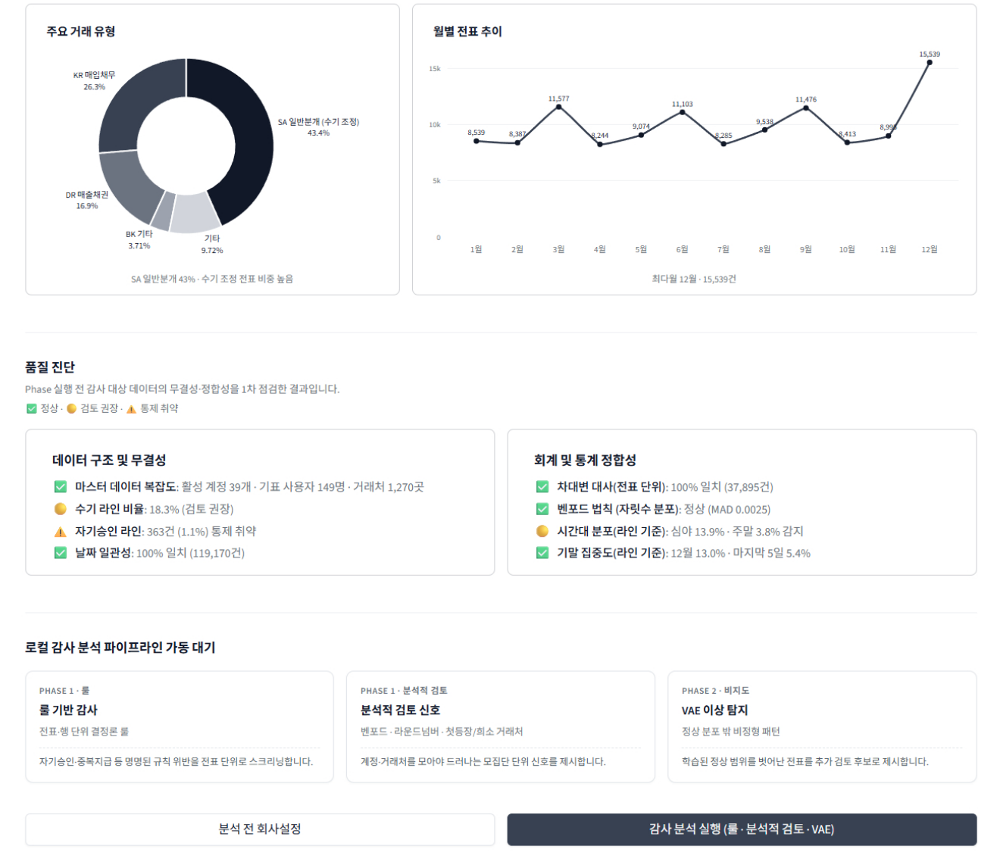 주요 거래 유형
KR 매입채무
26.3%
SA 일반분개 (수기 조정)
43.4%
DR 매출채권
16.9%
BK 기타
3.71%
기타
9.72%
SA 일반분개 43% · 수기 조정 전표 비중 높음
월별 전표 추이
15k
10k
5k
0
8,539
8,387
11,577
8,244
9,074
11,103
8,285
9,538
11,476
8,413
8,993
15,539
1월
2월
3월
4월
5월
6월
7월
8월
9월
10월
11월
12월
최다월 12월 · 15,539건
품질 진단
Phase 실행 전 감사 대상 데이터의 무결성·정합성을 1차 점검한 결과입니다.
✅ 정상 · 🟡 검토 권장 · ⚠️ 통제 취약
데이터 구조 및 무결성
✅ 마스터 데이터 복잡도: 활성 계정 39개 · 기표 사용자 149명 · 거래처 1,270곳
🟡 수기 라인 비율: 18.3% (검토 권장)
⚠️ 자기승인 라인: 363건 (1.1%) 통제 취약
✅ 날짜 일관성: 100% 일치 (119,170건)
회계 및 통계 정합성
✅ 차대변 대사(전표 단위): 100% 일치 (37,895건)
✅ 벤포드 법칙 (자릿수 분포): 정상 (MAD 0.0025)
🟡 시간대 분포(라인 기준): 심야 13.9% · 주말 3.8% 감지
✅ 기말 집중도(라인 기준): 12월 13.0% · 마지막 5일 5.4%
로컬 감사 분석 파이프라인 가동 대기
PHASE 1 · 룰
룰 기반 감사
전표·행 단위 결정론 룰
자기승인·중복지급 등 명명된 규칙 위반을 전표 단위로 스크리닝합니다.
PHASE 1 · 분석적 검토
분석적 검토 신호
벤포드 · 라운드넘버 · 첫등장/희소 거래처
계정·거래처를 모아야 드러나는 모집단 단위 신호를 제시합니다.
PHASE 2 · 비지도
VAE 이상 탐지
정상 분포 밖 비정형 패턴
학습된 정상 범위를 벗어난 전표를 추가 검토 후보로 제시합니다.
분석 전 회사설정
감사 분석 실행 (룰 · 분석적 검토 · VAE)